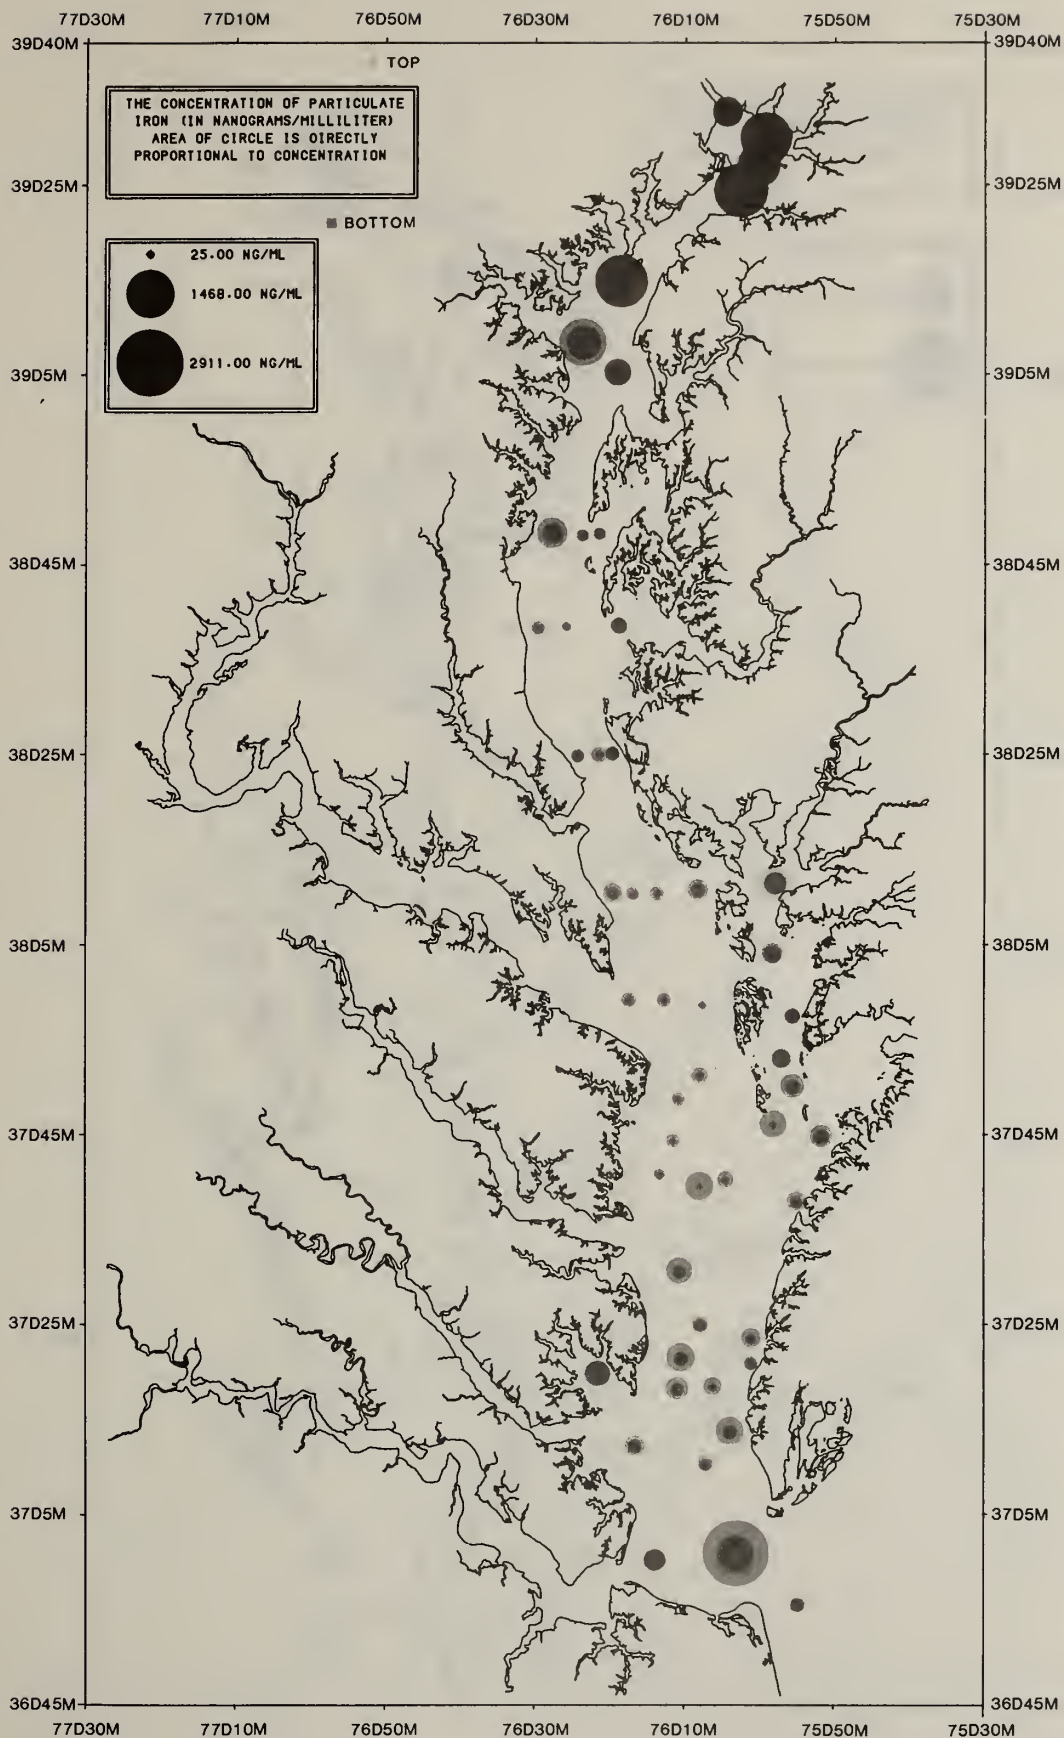 77D30M 77D10M 76D50M 76D30M 76D10M 75D50M 75D30M
39D40M 39D40M
TOP
THE CONCENTRATION OF PARTICULATE
IRON (IN NANOGRAMS/MILLILITER)
AREA OF CIRCLE IS OIRECTLY
PROPORTIONAL TO CONCENTRATION
39D25M 39D25M
BOTTOM
25.00 NG/ML
1468.00 NG/ML
2911.00 NG/ML
39D5M 39D5M
38D45M 38D45M
38D25M 38D25M
38D5M 38D5M
37D45M 37D45M
37D25M 37D25M
37D5M 37D5M
36D45M 36D45M
77D30M 77D10M 76D50M 76D30M 76D10M 75D50M 75D30M